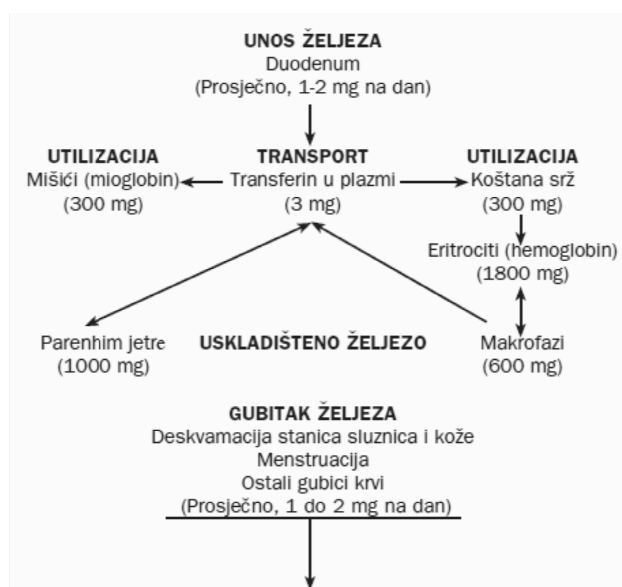 UNOS ŽELJEZA
Duodenum
(Prosječno, 1-2 mg na dan)
UTILIZACIJA
Mišići (mioglobin)
(300 mg)
TRANSPORT
Transferin u plazmi
(3 mg)
UTILIZACIJA
Koštana srž
(300 mg)
Eritrociti (hemoglobin)
(1800 mg)
Parenhim jetre
(1000 mg)
USKLADIŠTENO ŽELJEZO
Makrofazi
(600 mg)
GUBITAK ŽELJEZA
Deskvamacija stanica sluznica i kože
Menstruacija
Ostali gubici krvi
(Prosječno, 1 do 2 mg na dan)